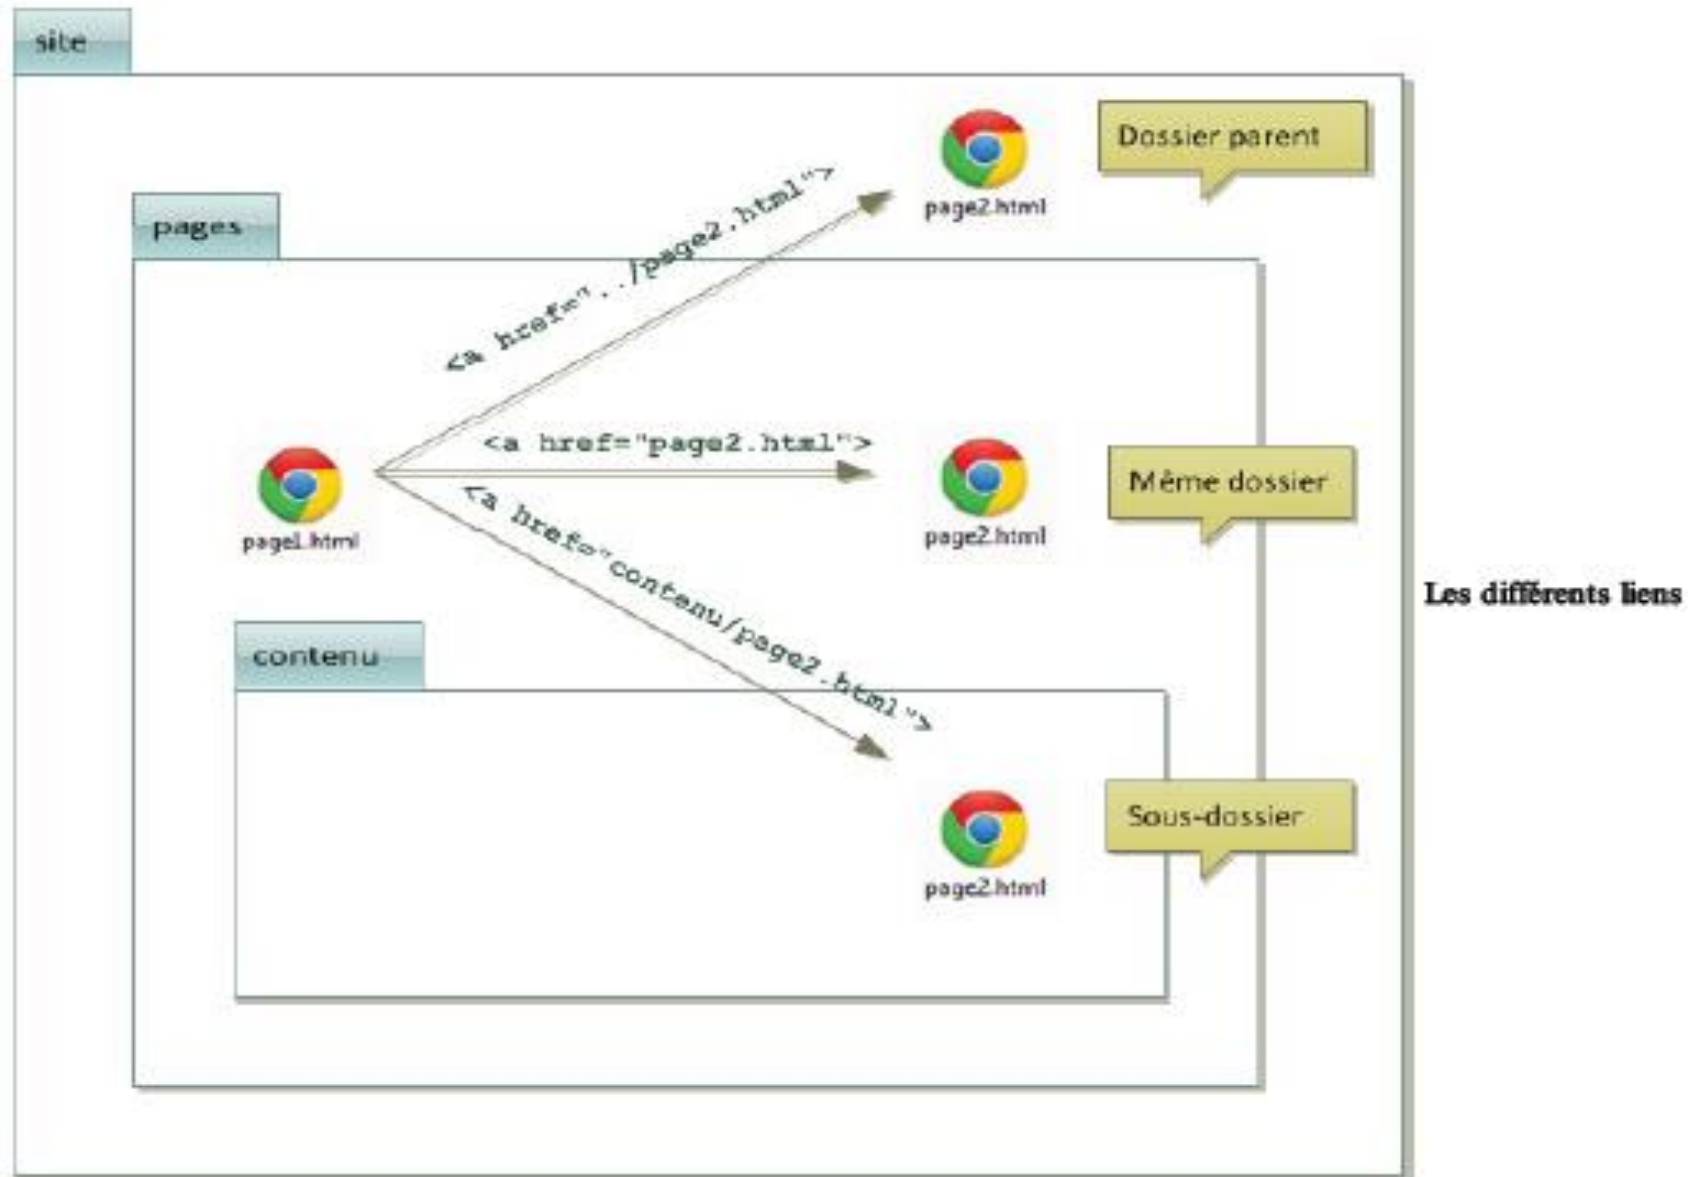 site
Dossier parent
page2.html
<a href="../page2.html">
pages
<a href="page2.html">
Même dossier
page1.html
page2.html
<a href="contenu/page2.html">
Les différents liens
contenu
Sous-dossier
page2.html